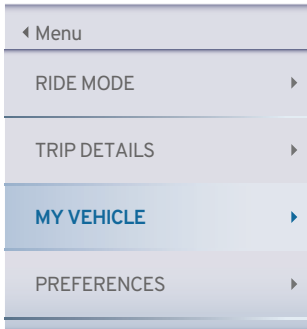 Menu
RIDE MODE
TRIP DETAILS
MY VEHICLE
PREFERENCES